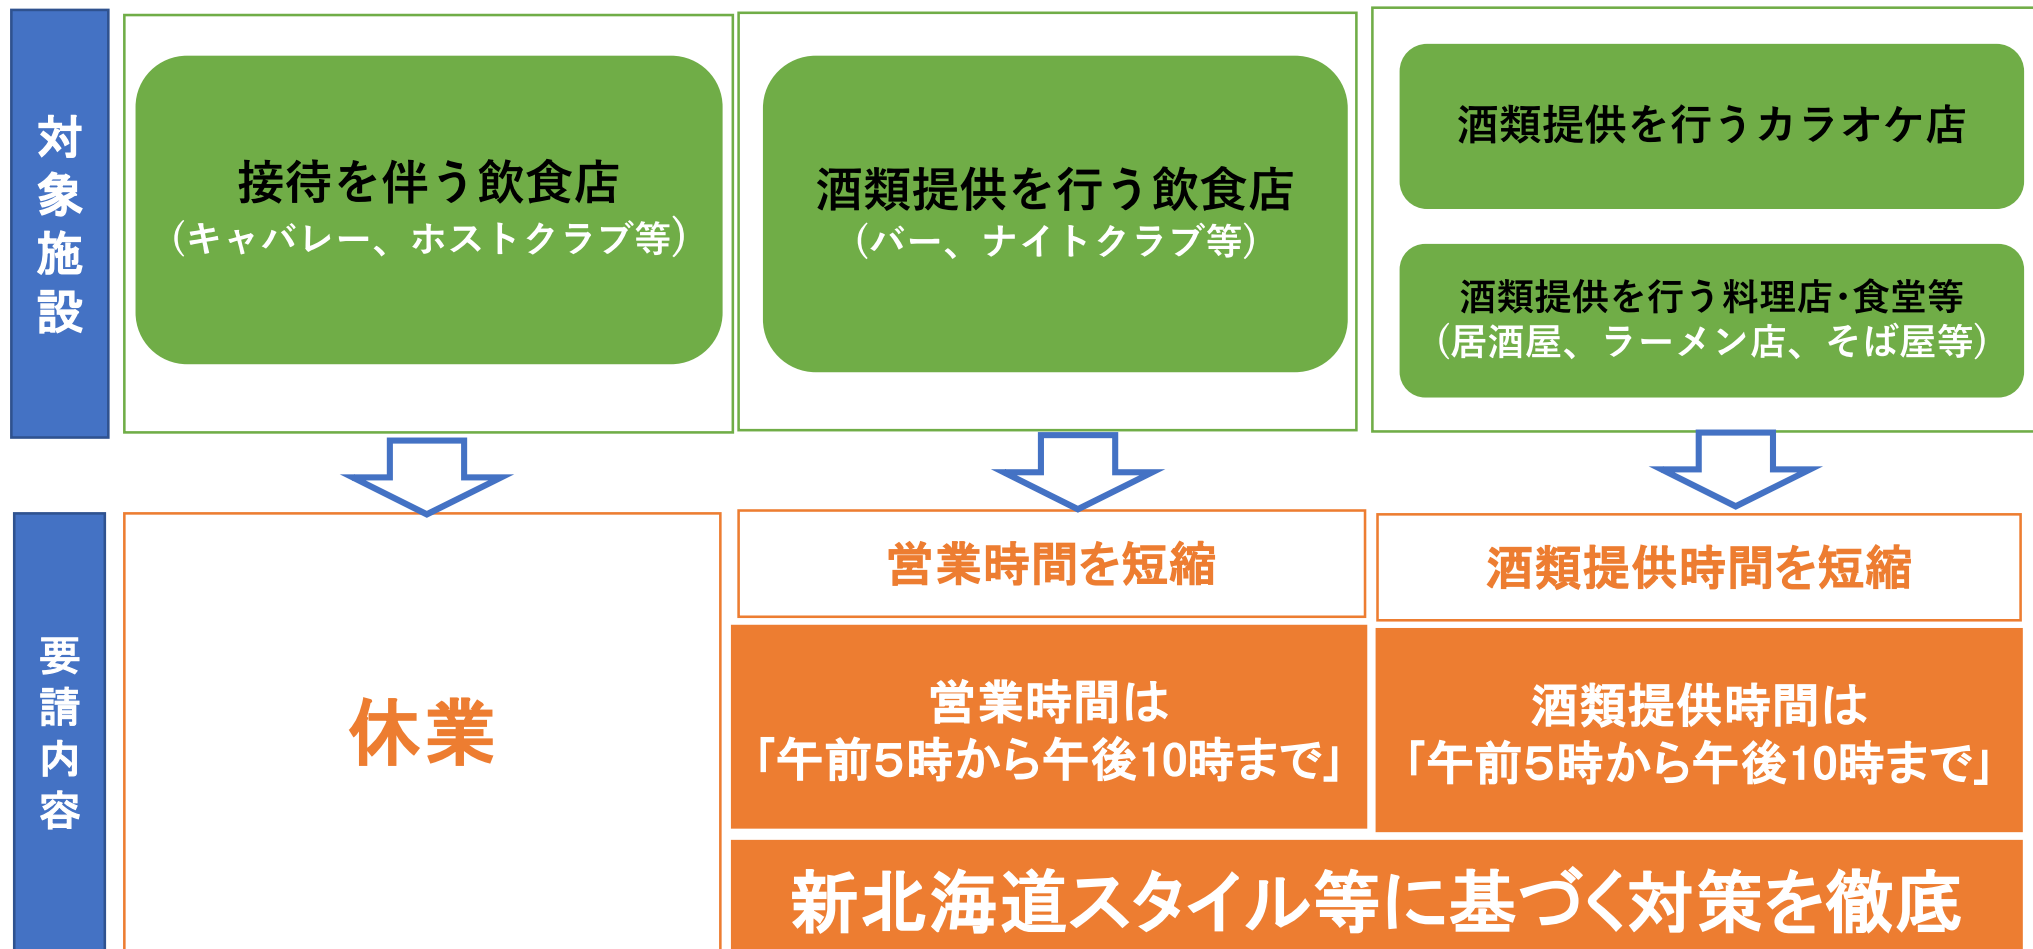 対象施設
接待を伴う飲食店
（キャバレー、ホストクラブ等）
酒類提供を行う飲食店
（バー、ナイトクラブ等）
酒類提供を行うカラオケ店
酒類提供を行う料理店・食堂等
（居酒屋、ラーメン店、そば屋等）
要請内容
休業
営業時間を短縮
営業時間は
「午前5時から午後10時まで」
酒類提供時間を短縮
酒類提供時間は
「午前5時から午後10時まで」
新北海道スタイル等に基づく対策を徹底